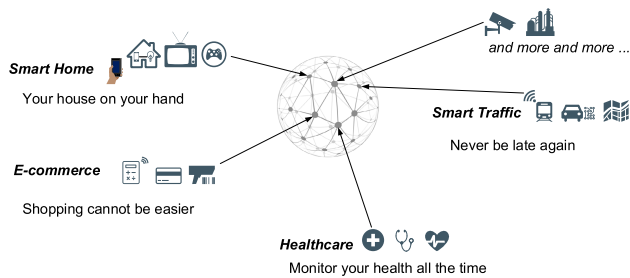 and more and more ...
Smart Home
Your house on your hand
Smart Traffic
Never be late again
E-commerce
Shopping cannot be easier
Healthcare
Monitor your health all the time